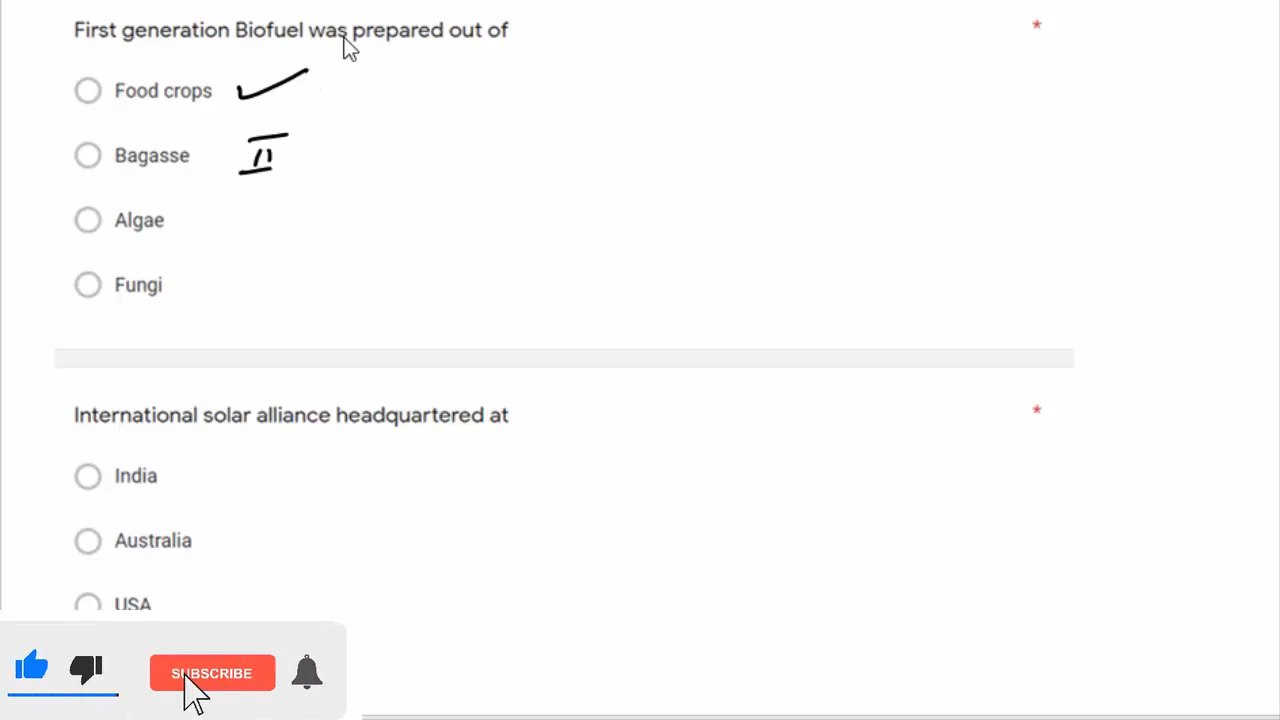 First generation Biofuel was prepared out of *
Food crops
Bagasse II
Algae
Fungi
International solar alliance headquartered at *
India
Australia
USA
SUBSCRIBE